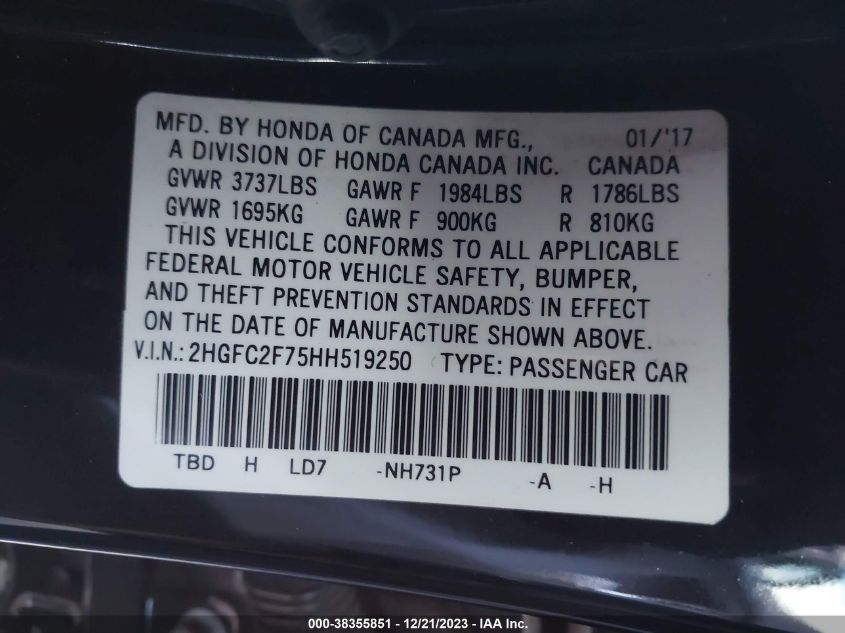 MFD. BY HONDA OF CANADA MFG., 01/'17
A DIVISION OF HONDA CANADA INC. CANADA
GVWR 3737LBS GAWR F 1984LBS R 1786LBS
GVWR 1695KG GAWR F 900KG R 810KG
THIS VEHICLE CONFORMS TO ALL APPLICABLE
FEDERAL MOTOR VEHICLE SAFETY, BUMPER,
AND THEFT PREVENTION STANDARDS IN EFFECT
ON THE DATE OF MANUFACTURE SHOWN ABOVE.
V.I.N.: 2HGFC2F75HH519250 TYPE: PASSENGER CAR
TBD H LD7 -NH731P -A -H
000-38355851 - 12/21/2023 - IAA Inc.